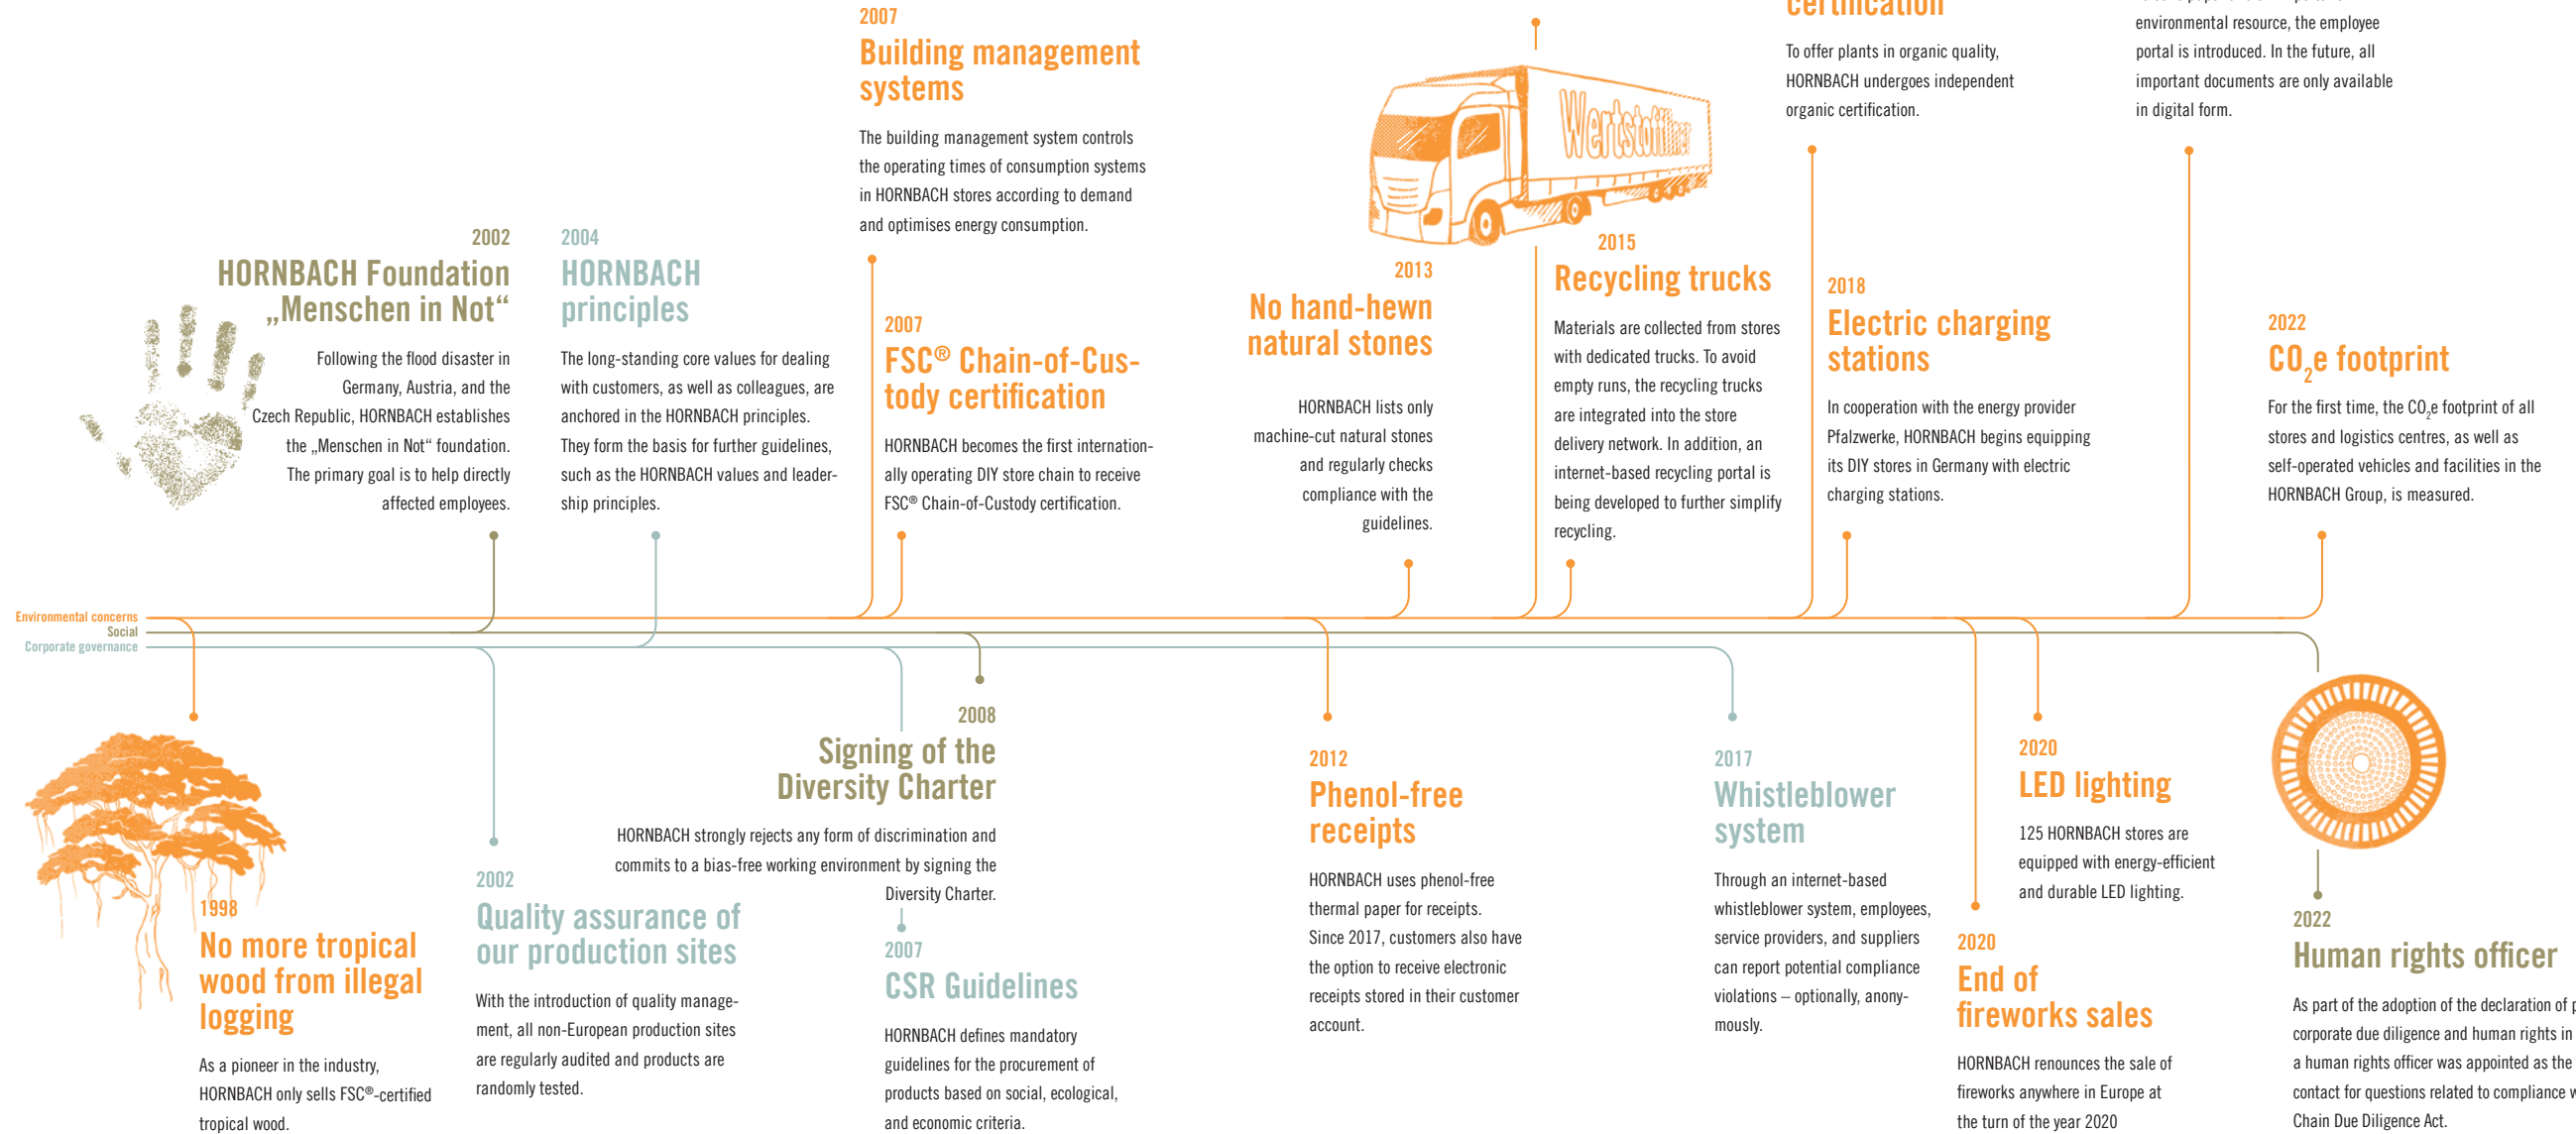 2007
Building management
systems
The building management system controls
the operating times of consumption systems
in HORNBACH stores according to demand
and optimises energy consumption.
certification
To offer plants in organic quality,
HORNBACH undergoes independent
organic certification.
environmental resource, the employee
portal is introduced. In the future, all
important documents are only available
in digital form.
2002
HORNBACH Foundation
„Menschen in Not“
Following the flood disaster in
Germany, Austria, and the
Czech Republic, HORNBACH establishes
the „Menschen in Not“ foundation.
The primary goal is to help directly
affected employees.
2004
HORNBACH
principles
The long-standing core values for dealing
with customers, as well as colleagues, are
anchored in the HORNBACH principles.
They form the basis for further guidelines,
such as the HORNBACH values and leader-
ship principles.
2007
FSC® Chain-of-Cus-
tody certification
HORNBACH becomes the first internation-
ally operating DIY store chain to receive
FSC® Chain-of-Custody certification.
2013
No hand-hewn
natural stones
HORNBACH lists only
machine-cut natural stones
and regularly checks
compliance with the
guidelines.
2015
Recycling trucks
Materials are collected from stores
with dedicated trucks. To avoid
empty runs, the recycling trucks
are integrated into the store
delivery network. In addition, an
internet-based recycling portal is
being developed to further simplify
recycling.
2018
Electric charging
stations
In cooperation with the energy provider
Pfalzwerke, HORNBACH begins equipping
its DIY stores in Germany with electric
charging stations.
2022
CO₂e footprint
For the first time, the CO₂e footprint of all
stores and logistics centres, as well as
self-operated vehicles and facilities in the
HORNBACH Group, is measured.
Environmental concerns
Social
Corporate governance
1998
No more tropical
wood from illegal
logging
As a pioneer in the industry,
HORNBACH only sells FSC®-certified
tropical wood.
2002
Quality assurance of
our production sites
With the introduction of quality manage-
ment, all non-European production sites
are regularly audited and products are
randomly tested.
2008
Signing of the
Diversity Charter
HORNBACH strongly rejects any form of discrimination and
commits to a bias-free working environment by signing the
Diversity Charter.
2007
CSR Guidelines
HORNBACH defines mandatory
guidelines for the procurement of
products based on social, ecological,
and economic criteria.
2012
Phenol-free
receipts
HORNBACH uses phenol-free
thermal paper for receipts.
Since 2017, customers also have
the option to receive electronic
receipts stored in their customer
account.
2017
Whistleblower
system
Through an internet-based
whistleblower system, employees,
service providers, and suppliers
can report potential compliance
violations – optionally, anony-
mously.
2020
End of
fireworks sales
HORNBACH renounces the sale of
fireworks anywhere in Europe at
the turn of the year 2020
2020
LED lighting
125 HORNBACH stores are
equipped with energy-efficient
and durable LED lighting.
2022
Human rights officer
As part of the adoption of the declaration of
corporate due diligence and human rights in
a human rights officer was appointed as the
contact for questions related to compliance
Chain Due Diligence Act.